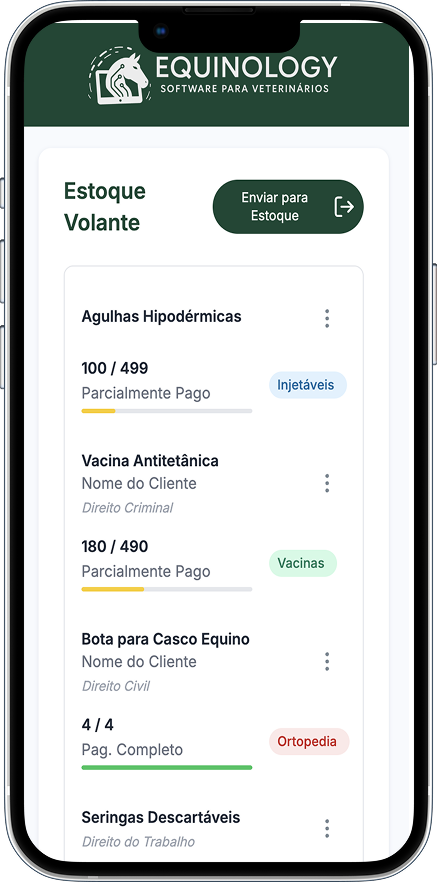 EQUINOLOGY
SOFTWARE PARA VETERINÁRIOS
Estoque
Volante
Enviar para
Estoque
Agulhas Hipodérmicas
100 / 499
Parcialmente Pago
Injetáveis
Vacina Antitetânica
Nome do Cliente
Direito Criminal
180 / 490
Parcialmente Pago
Vacinas
Bota para Casco Equino
Nome do Cliente
Direito Civil
4 / 4
Pag. Completo
Ortopedia
Seringas Descartáveis
Direito do Trabalho